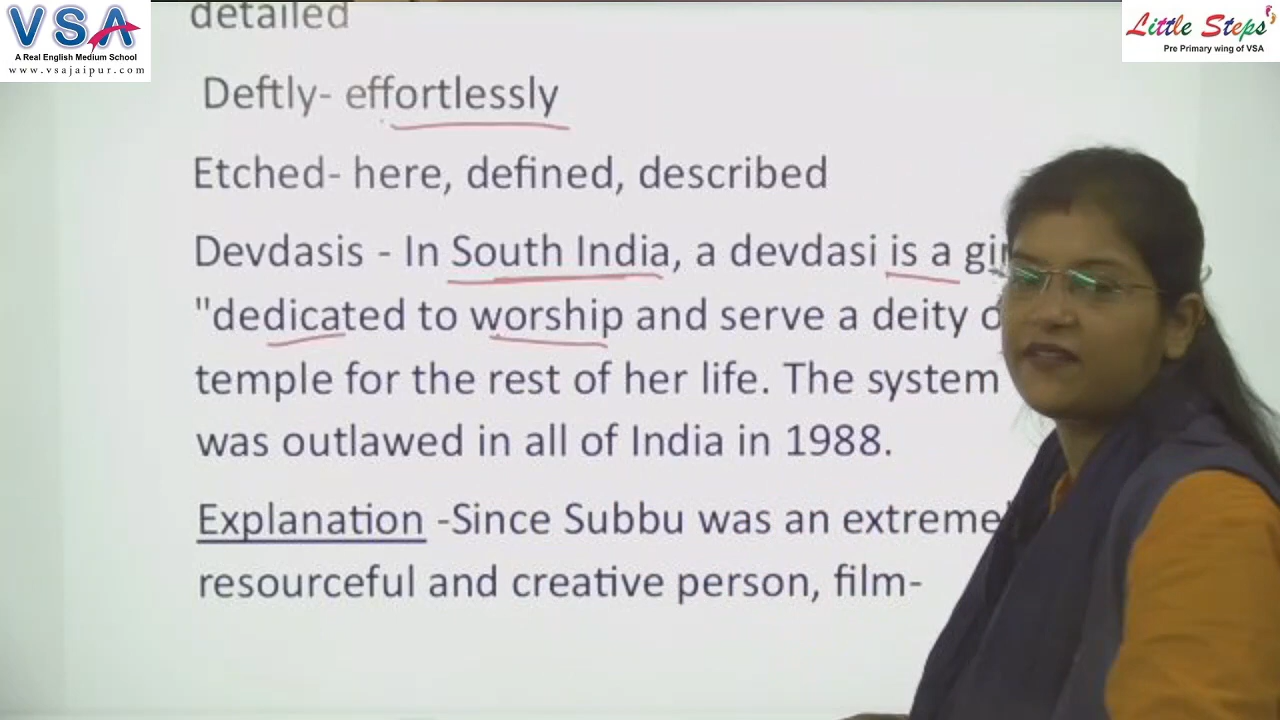 VSA
A Real English Medium School
www.vsajaipur.com
Little Steps
Pre Primary wing of VSA
detailed
Deftly- effortlessly
Etched- here, defined, described
Devdasis - In South India, a devdasi is a
"dedicated to worship and serve a deity
temple for the rest of her life. The system
was outlawed in all of India in 1988.
Explanation -Since Subbu was an
resourceful and creative person, film-